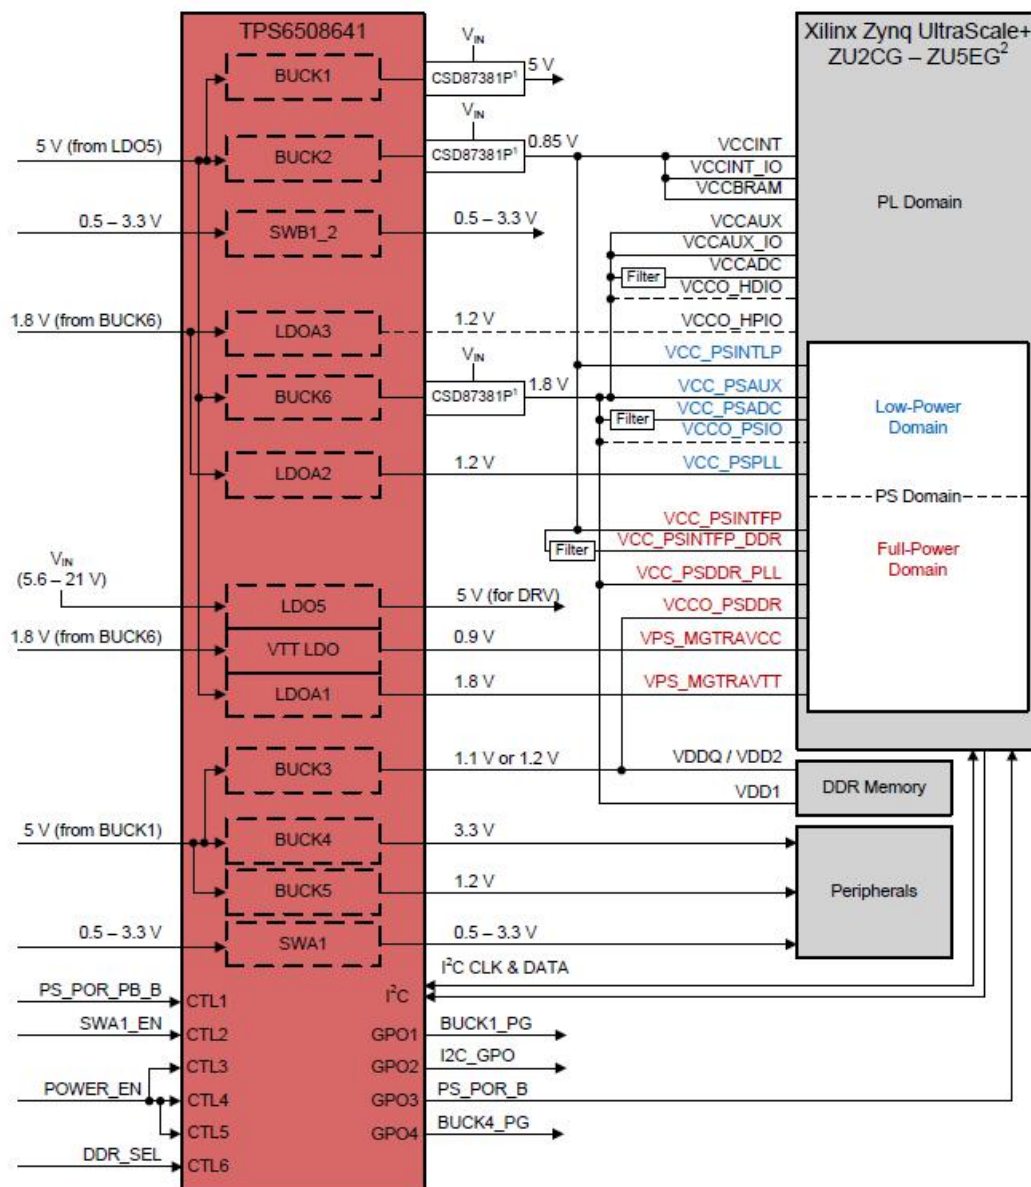 TPS6508641
Xilinx Zynq UltraScale+
ZU2CG – ZU5EG²
BUCK1
V_IN
CSD87381P¹
5 V
5 V (from LDO5)
BUCK2
V_IN
CSD87381P¹
0.85 V
VCCINT
VCCINT_IO
VCCBRAM
PL Domain
0.5 – 3.3 V
SWB1_2
0.5 – 3.3 V
VCCAUX
VCCAUX_IO
Filter
VCCADC
VCCO_HDIO
1.8 V (from BUCK6)
LDOA3
1.2 V
VCCO_HPIO
VCC_PSINTLP
BUCK6
V_IN
CSD87381P¹
1.8 V
VCC_PSAUX
Filter
VCC_PSADC
VCCO_PSIO
Low-Power
Domain
LDOA2
1.2 V
VCC_PSPLL
PS Domain
VCC_PSINTFP
Filter
VCC_PSINTFP_DDR
Full-Power
Domain
VCC_PSDDR_PLL
V_IN
(5.6 – 21 V)
LDO5
5 V (for DRV)
VCCO_PSDDR
1.8 V (from BUCK6)
VTT LDO
0.9 V
VPS_MGTRAVCC
LDOA1
1.8 V
VPS_MGTRAVTT
BUCK3
1.1 V or 1.2 V
VDDQ / VDD2
VDD1
DDR Memory
5 V (from BUCK1)
BUCK4
3.3 V
BUCK5
1.2 V
Peripherals
0.5 – 3.3 V
SWA1
0.5 – 3.3 V
I²C CLK & DATA
PS_POR_PB_B
CTL1
I²C
SWA1_EN
CTL2
GPO1
BUCK1_PG
CTL3
GPO2
I2C_GPO
POWER_EN
CTL4
GPO3
PS_POR_B
CTL5
GPO4
BUCK4_PG
DDR_SEL
CTL6